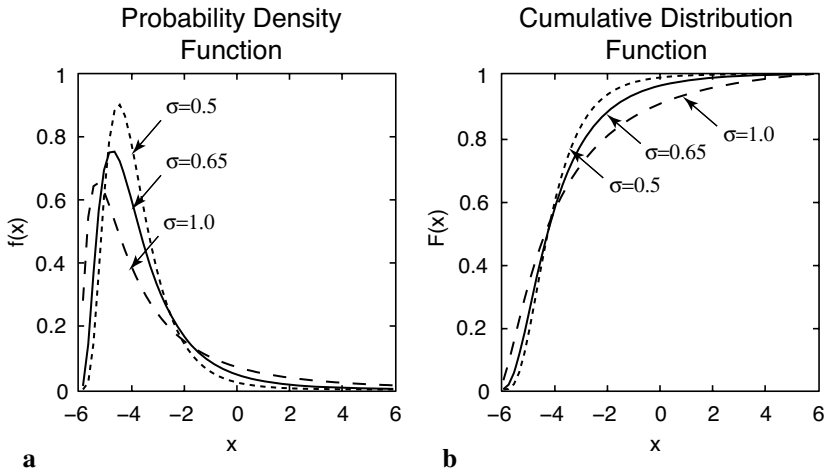 Probability Density
Function
1
0.8
0.6
0.4
0.2
0
f(x)
σ=0.5
σ=0.65
σ=1.0
−6 −4 −2 0 2 4 6
x
a
Cumulative Distribution
Function
1
0.8
0.6
0.4
0.2
0
F(x)
σ=1.0
σ=0.65
σ=0.5
−6 −4 −2 0 2 4 6
x
b